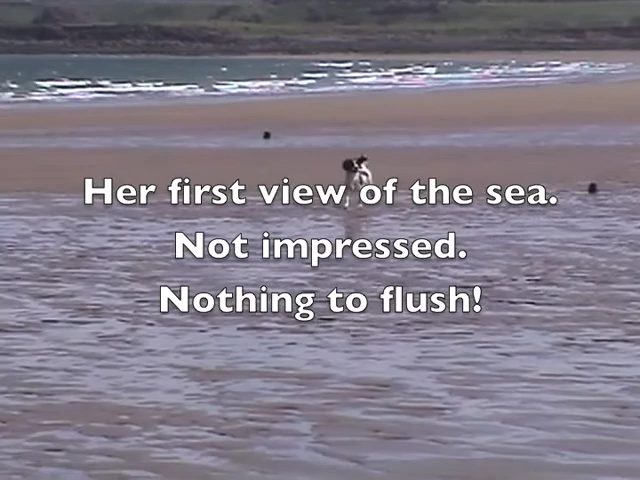 Her first view of the sea.
Not impressed.
Nothing to flush!